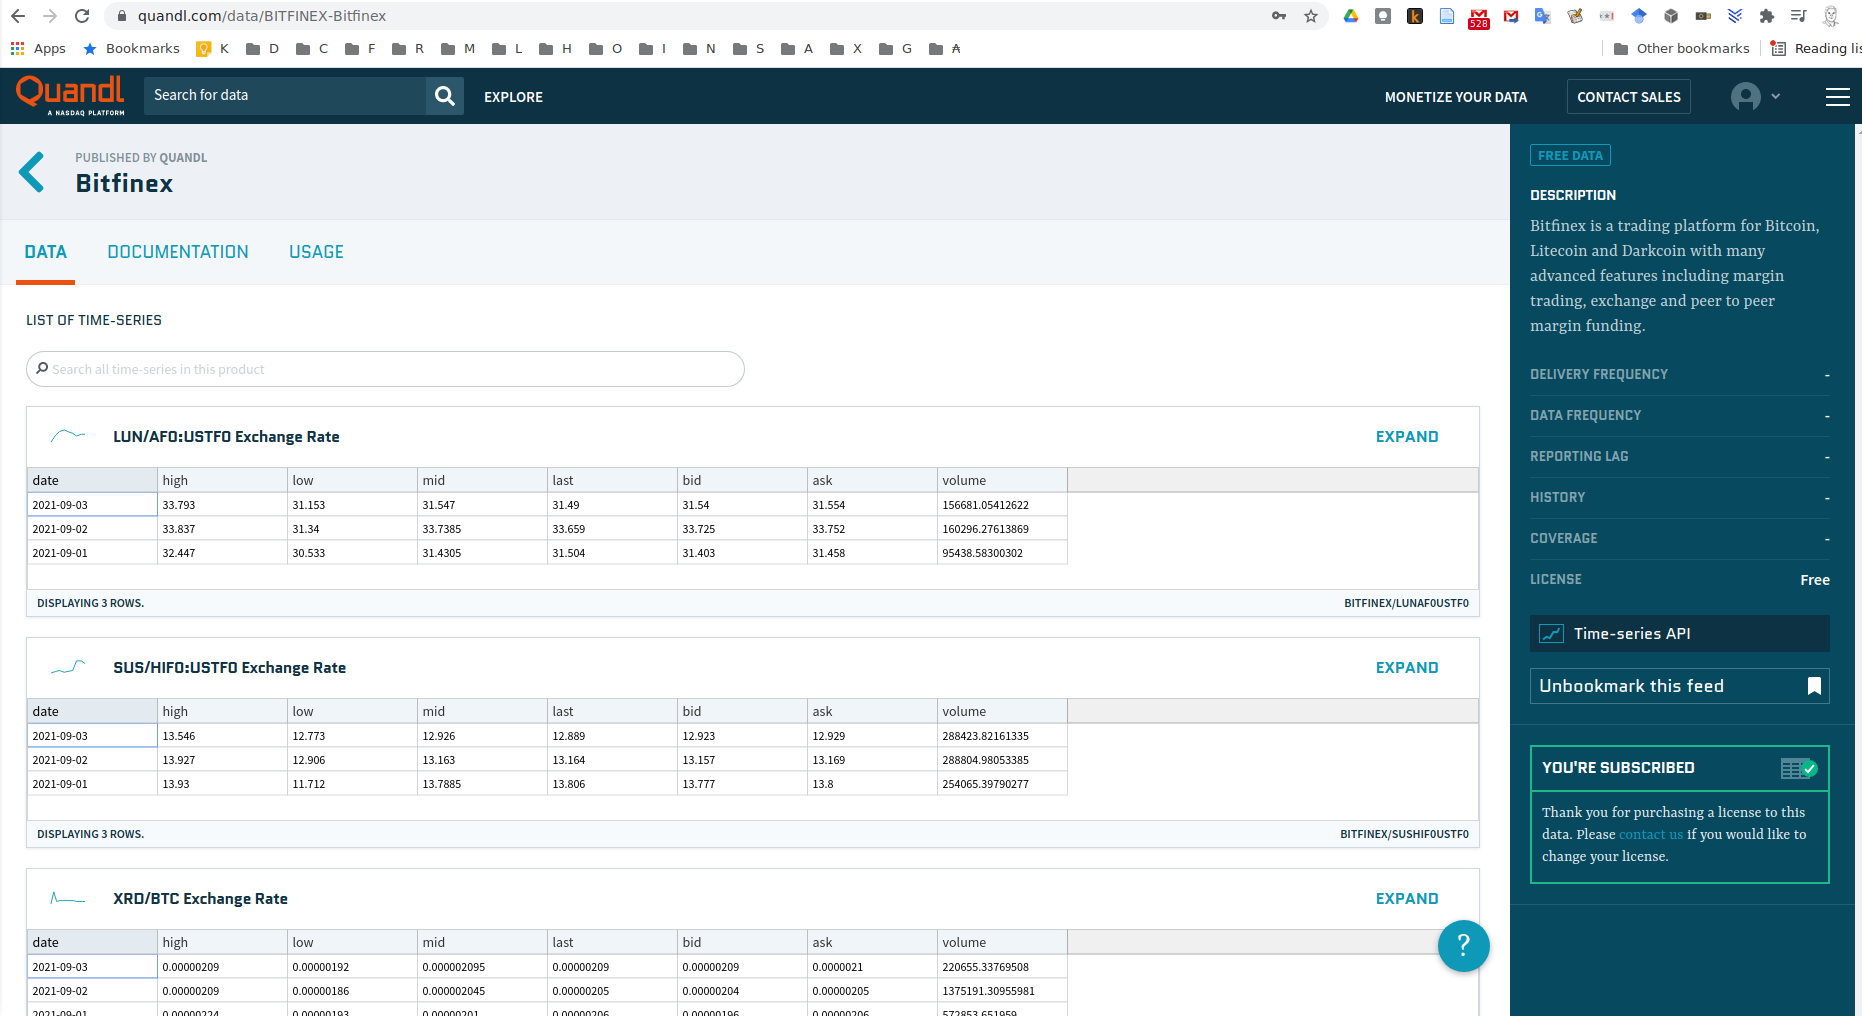 quandl.com/data/BITFINEX-Bitfinex
528
Apps Bookmarks K D C F R M L H O I N S A X G Ꞓ Other bookmarks
Quandl
A NASDAQ PLATFORM
Search for data
EXPLORE
MONETIZE YOUR DATA
CONTACT SALES
PUBLISHED BY QUANDL
Bitfinex
DATA DOCUMENTATION USAGE
LIST OF TIME-SERIES
Search all time-series in this product
LUN/AF0:USTF0 Exchange Rate EXPAND
date high low mid last bid ask volume
2021-09-03 33.793 31.153 31.547 31.49 31.54 31.554 156681.05412622
2021-09-02 33.837 31.34 33.7385 33.659 33.725 33.752 160296.27613869
2021-09-01 32.447 30.533 31.4305 31.504 31.403 31.458 95438.58300302
DISPLAYING 3 ROWS. BITFINEX/LUNAF0USTF0
SUS/HIF0:USTF0 Exchange Rate EXPAND
date high low mid last bid ask volume
2021-09-03 13.546 12.773 12.926 12.889 12.923 12.929 288423.82161335
2021-09-02 13.927 12.906 13.163 13.164 13.157 13.169 288804.98053385
2021-09-01 13.93 11.712 13.7885 13.806 13.777 13.8 254065.39790277
DISPLAYING 3 ROWS. BITFINEX/SUSHIF0USTF0
XRD/BTC Exchange Rate EXPAND
date high low mid last bid ask volume
2021-09-03 0.00000209 0.00000192 0.000002095 0.00000209 0.00000209 0.0000021 220655.33769508
2021-09-02 0.00000209 0.00000186 0.000002045 0.00000205 0.00000204 0.00000205 1375191.30955981
2021-09-01 0.00000224 0.00000193 0.00000201 0.00000206 0.00000196 0.00000206 572853.651959
?
FREE DATA
DESCRIPTION
Bitfinex is a trading platform for Bitcoin,
Litecoin and Darkcoin with many
advanced features including margin
trading, exchange and peer to peer
margin funding.
DELIVERY FREQUENCY -
DATA FREQUENCY -
REPORTING LAG -
HISTORY -
COVERAGE -
LICENSE Free
Time-series API
Unbookmark this feed
YOU'RE SUBSCRIBED
Thank you for purchasing a license to this
data. Please contact us if you would like to
change your license.